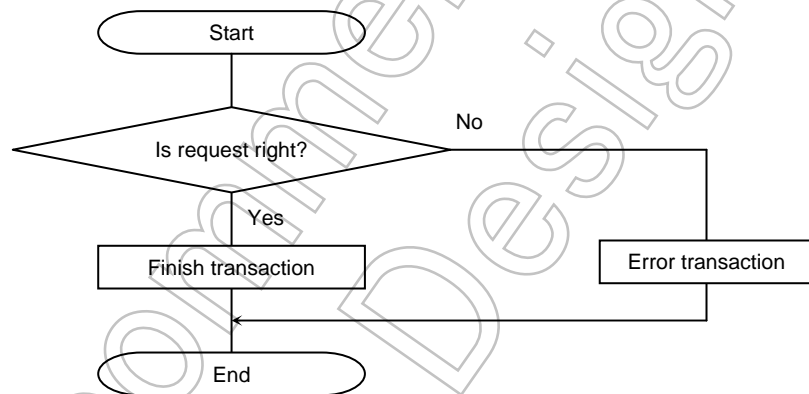 Start
Is request right?
No
Yes
Finish transaction
Error transaction
End